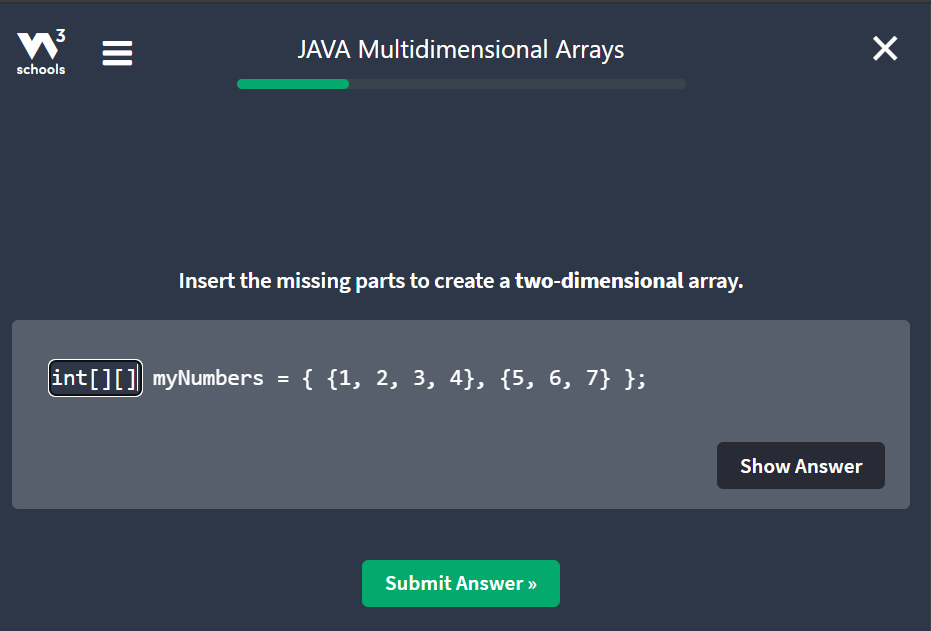 W3
schools
JAVA Multidimensional Arrays
Insert the missing parts to create a two-dimensional array.
int[][] myNumbers = { {1, 2, 3, 4}, {5, 6, 7} };
Show Answer
Submit Answer »